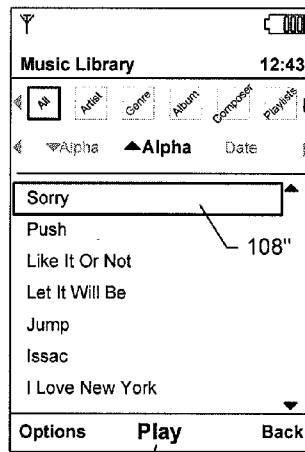 Music Library 12:43
All Artist Genre Album Composer Playlists
Alpha Alpha Date
Sorry
Push
108"
Like It Or Not
Let It Will Be
Jump
Issac
I Love New York
Options Play Back